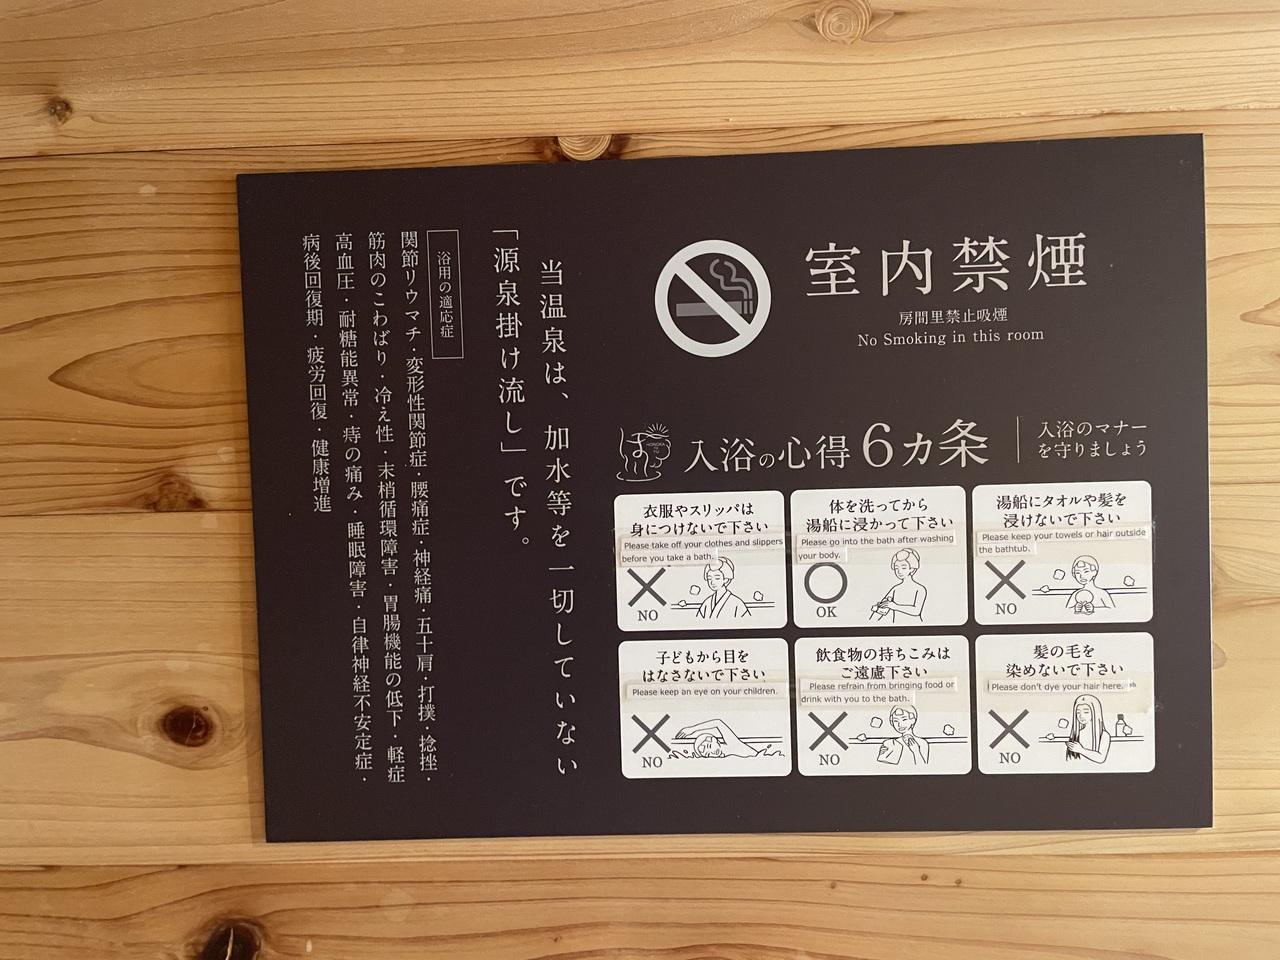 室内禁煙
房間里禁止吸煙
No Smoking in this room
入浴の心得6カ条
入浴のマナー
を守りましょう
衣服やスリッパは
身につけないで下さい
Please take off your clothes and slippers
before you take a bath.
NO
体を洗ってから
湯船に浸かって下さい
Please go into the bath after washing
your body.
OK
湯船にタオルや髪を
浸けないで下さい
Please keep your towels or hair outside
the bathtub.
NO
子どもから目を
はなさないで下さい
Please keep an eye on your children.
NO
飲食物の持ちこみは
ご遠慮下さい
Please refrain from bringing food or
drink with you to the bath.
NO
髪の毛を
染めないで下さい
Please don't dye your hair here.
NO
当温泉は、加水等を一切していない
「源泉掛け流し」です。
浴用の適応症
関節リウマチ・変形性関節症・腰痛症・神経痛・五十肩・打撲・捻挫・
筋肉のこわばり・冷え性・末梢循環障害・胃腸機能の低下・軽症
高血圧・耐糖能異常・痔の痛み・睡眠障害・自律神経不安定症・
病後回復期・疲労回復・健康増進